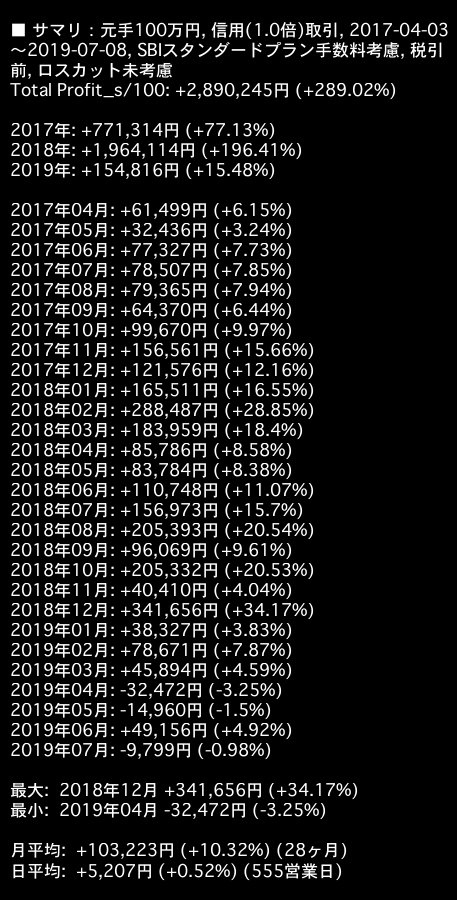 ■ サマリ：元手100万円, 信用(1.0倍)取引, 2017-04-03
～2019-07-08, SBIスタンダードプラン手数料考慮, 税引
前, ロスカット未考慮
Total Profit_s/100: +2,890,245円 (+289.02%)
2017年: +771,314円 (+77.13%)
2018年: +1,964,114円 (+196.41%)
2019年: +154,816円 (+15.48%)
2017年04月: +61,499円 (+6.15%)
2017年05月: +32,436円 (+3.24%)
2017年06月: +77,327円 (+7.73%)
2017年07月: +78,507円 (+7.85%)
2017年08月: +79,365円 (+7.94%)
2017年09月: +64,370円 (+6.44%)
2017年10月: +99,670円 (+9.97%)
2017年11月: +156,561円 (+15.66%)
2017年12月: +121,576円 (+12.16%)
2018年01月: +165,511円 (+16.55%)
2018年02月: +288,487円 (+28.85%)
2018年03月: +183,959円 (+18.4%)
2018年04月: +85,786円 (+8.58%)
2018年05月: +83,784円 (+8.38%)
2018年06月: +110,748円 (+11.07%)
2018年07月: +156,973円 (+15.7%)
2018年08月: +205,393円 (+20.54%)
2018年09月: +96,069円 (+9.61%)
2018年10月: +205,332円 (+20.53%)
2018年11月: +40,410円 (+4.04%)
2018年12月: +341,656円 (+34.17%)
2019年01月: +38,327円 (+3.83%)
2019年02月: +78,671円 (+7.87%)
2019年03月: +45,894円 (+4.59%)
2019年04月: -32,472円 (-3.25%)
2019年05月: -14,960円 (-1.5%)
2019年06月: +49,156円 (+4.92%)
2019年07月: -9,799円 (-0.98%)
最大: 2018年12月 +341,656円 (+34.17%)
最小: 2019年04月 -32,472円 (-3.25%)
月平均: +103,223円 (+10.32%) (28ヶ月)
日平均: +5,207円 (+0.52%) (555営業日)